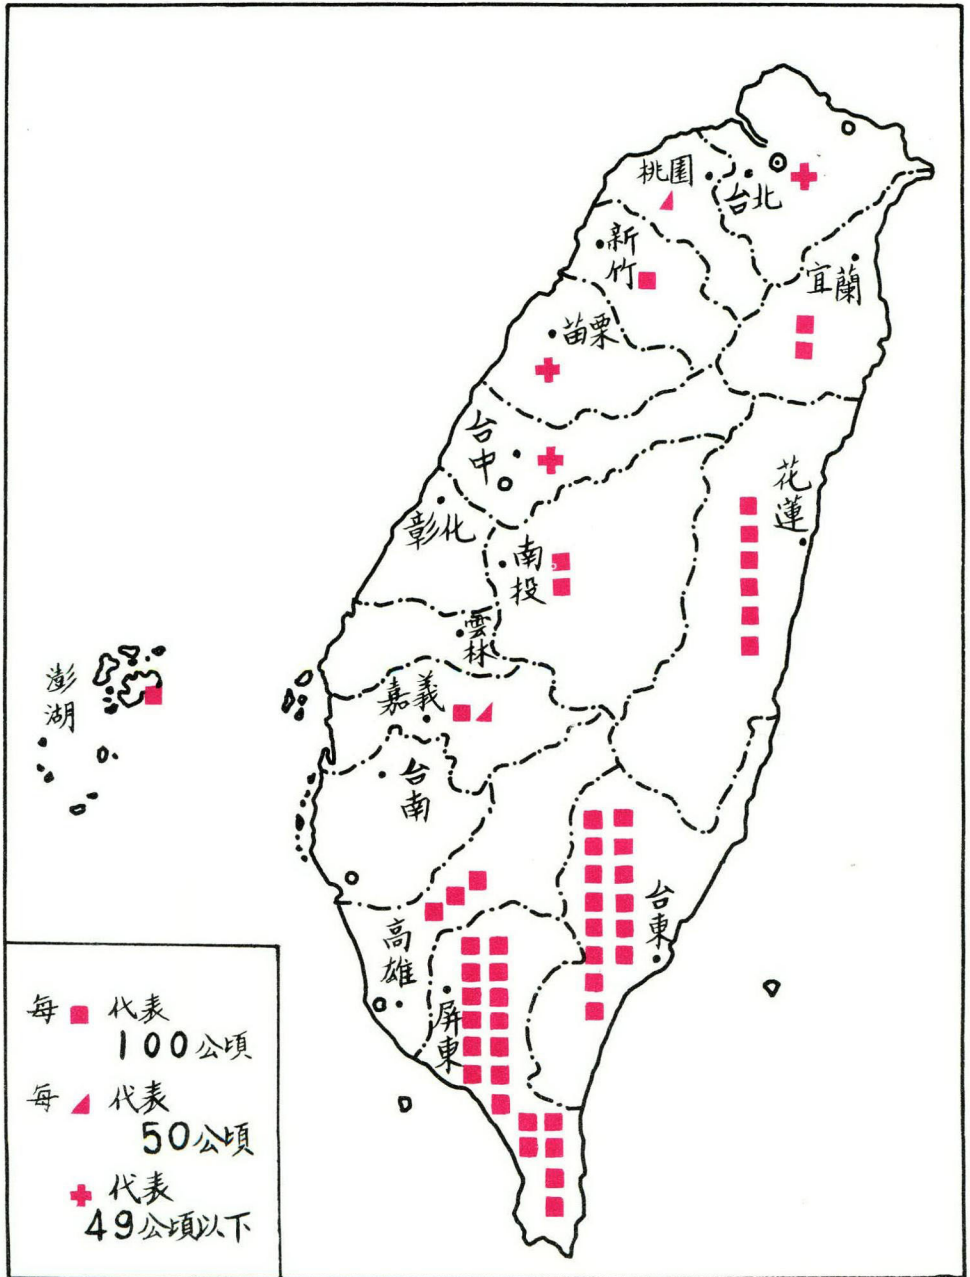 桃園
台北
新
竹
宜蘭
苗栗
台
中
花
蓮
彰化
南
投
雲
林
澎
湖
嘉義
台
南
台
東
高
雄
屏
東
每 代表
100公頃
每 代表
50公頃
代表
49公頃以下